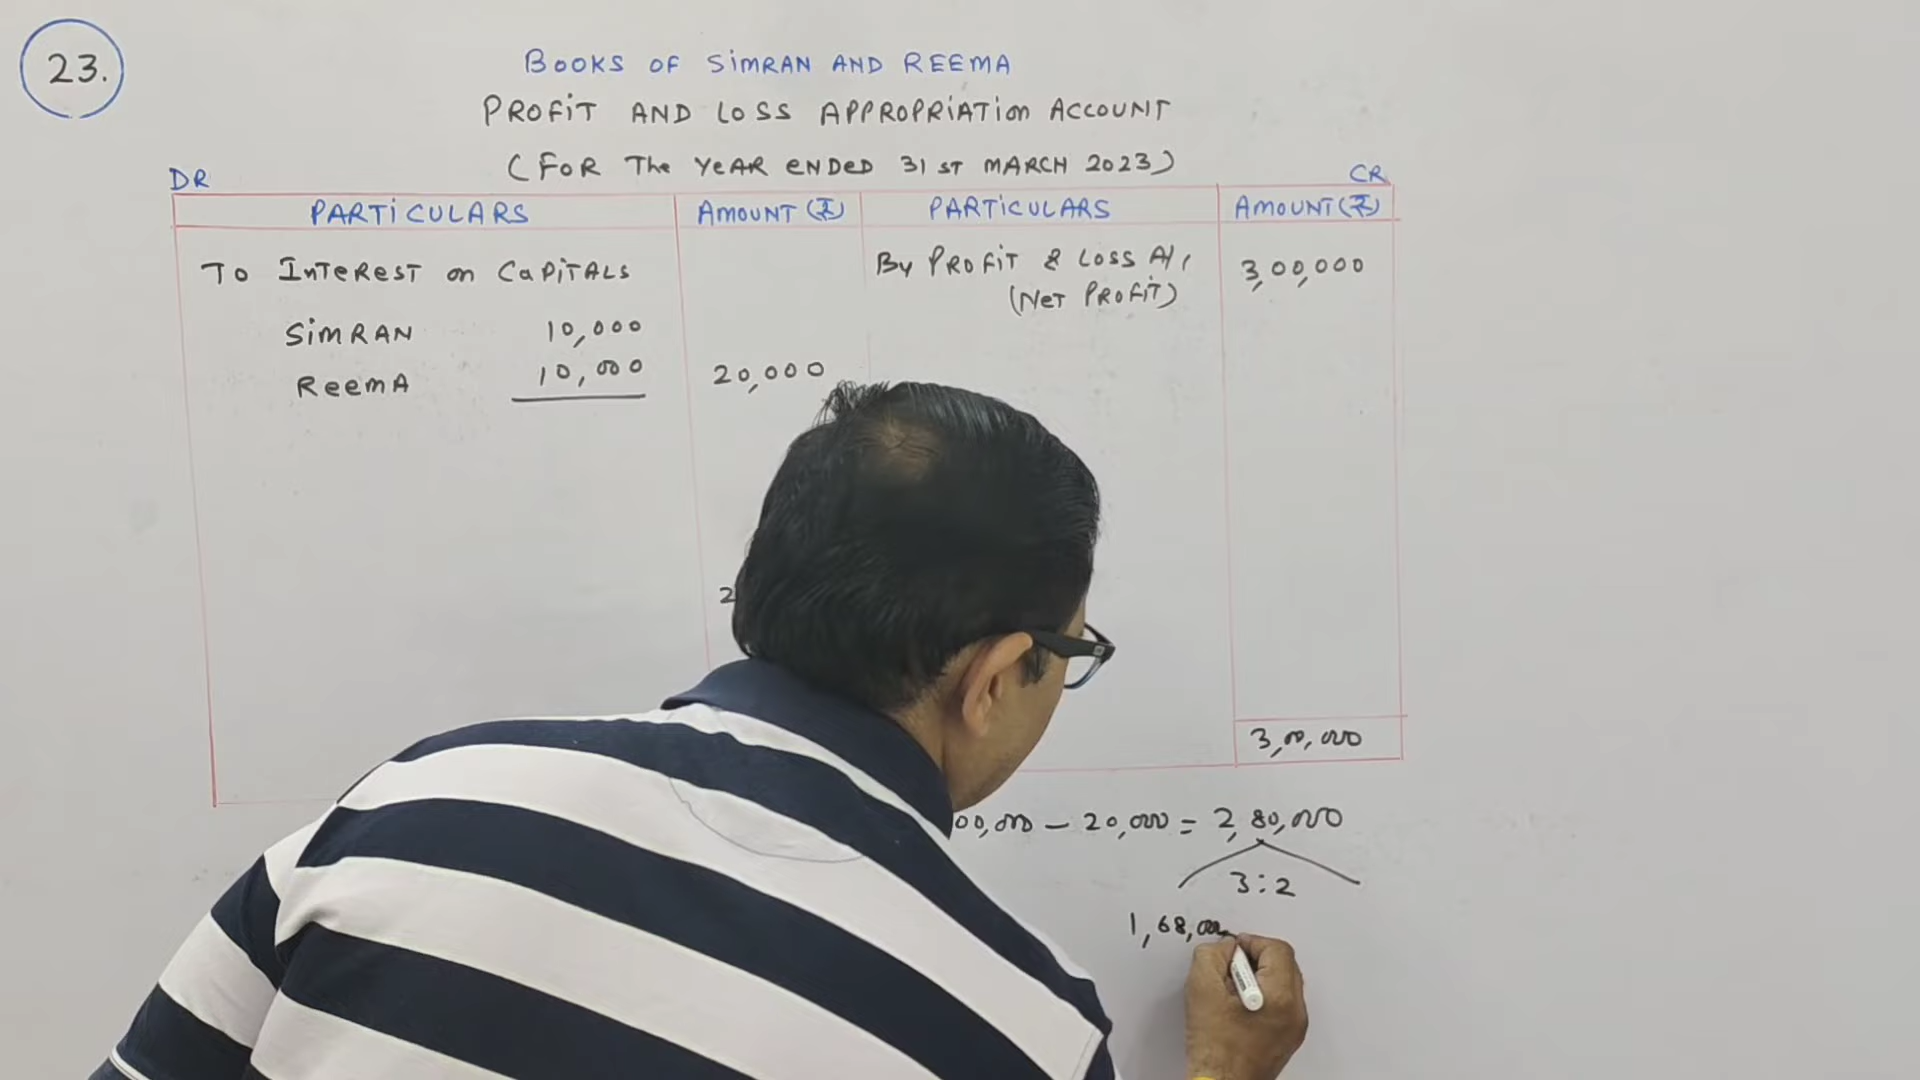 23.
BOOKS OF SIMRAN AND REEMA
PROFIT AND LOSS APPROPRIATION ACCOUNT
(FOR THE YEAR ENDED 31ST MARCH 2023)
DR CR
PARTICULARS AMOUNT (₹) PARTICULARS AMOUNT (₹)
TO INTEREST ON CAPITALS By PROFIT & LOSS A/c 3,00,000
(NET PROFIT)
SIMRAN 10,000
REEMA 10,000 20,000
2
3,00,000
00,000 - 20,000 = 2,80,000
3:2
1,68,000